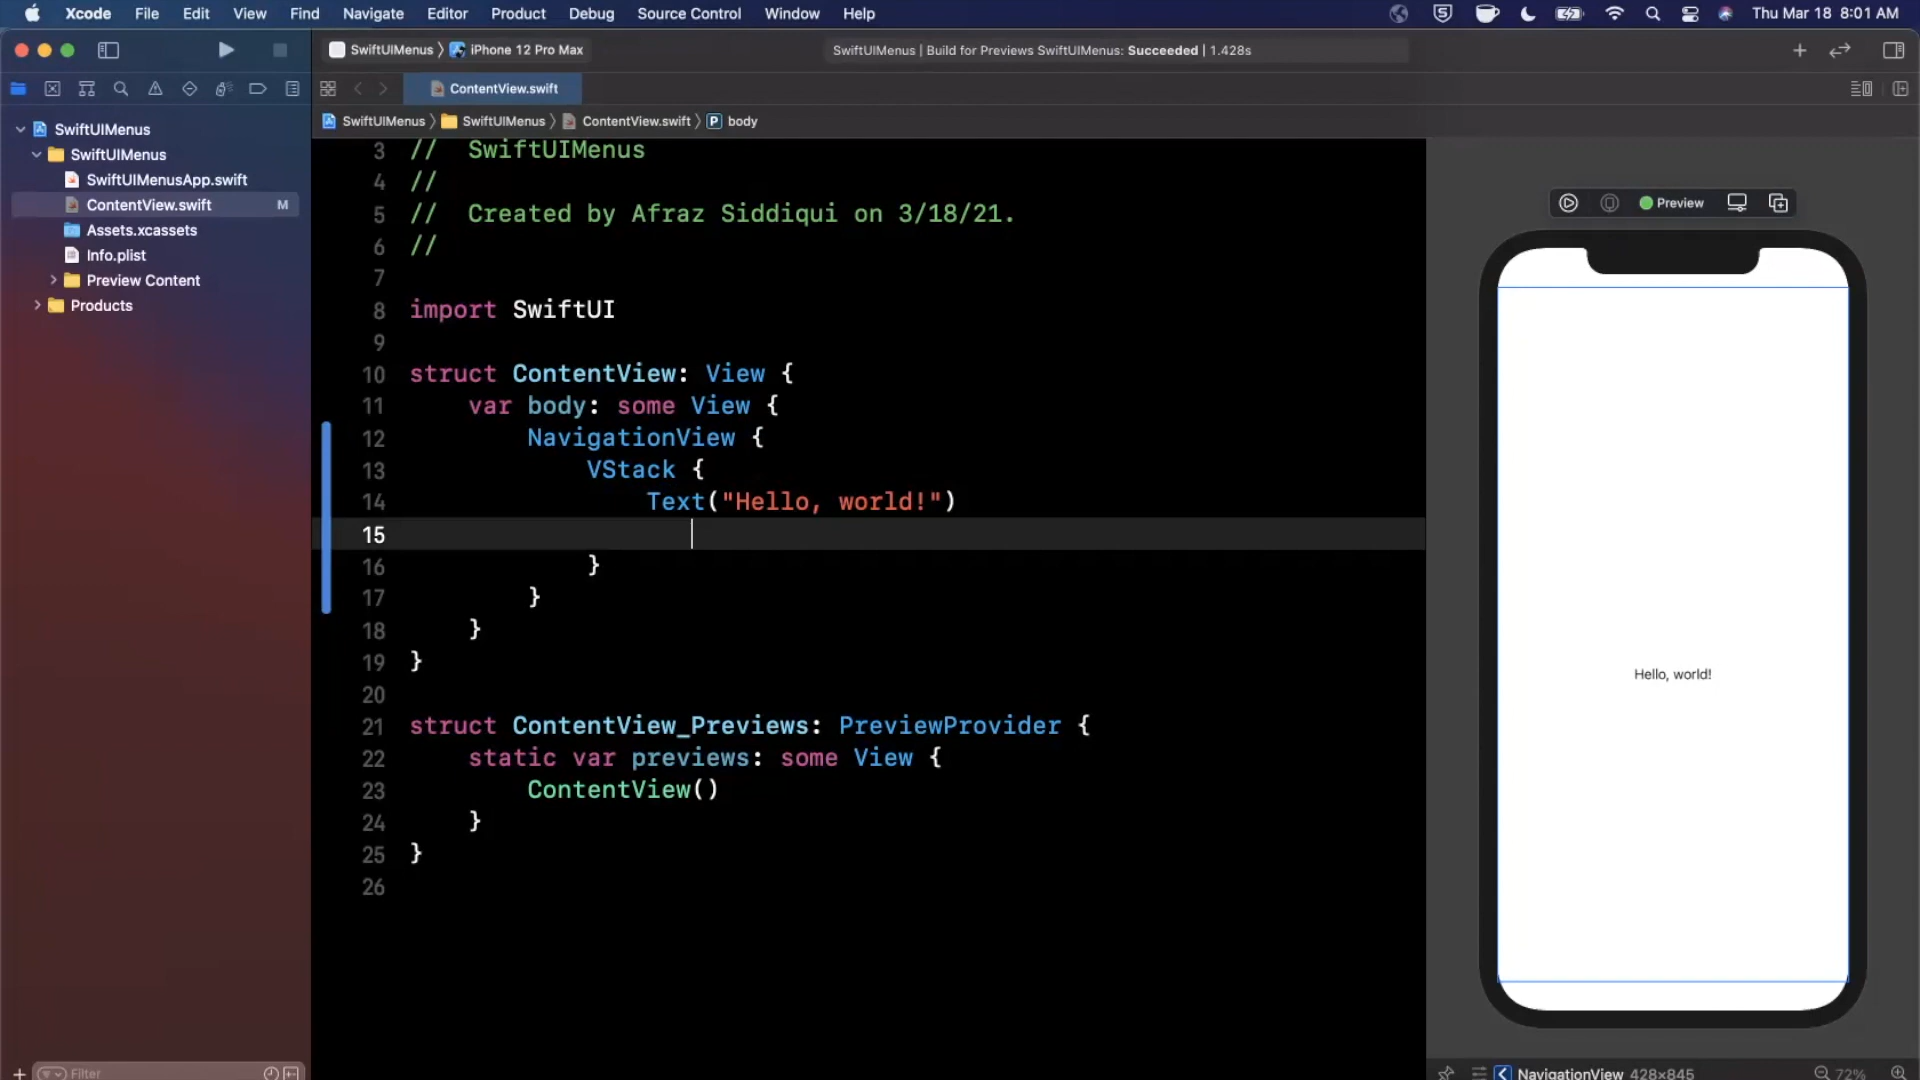 Xcode File Edit View Find Navigate Editor Product Debug Source Control Window Help Thu Mar 18 8:01 AM
SwiftUIMenus 〉 iPhone 12 Pro Max
SwiftUIMenus | Build for Previews SwiftUIMenus: Succeeded | 1.428s
ContentView.swift
SwiftUIMenus 〉 SwiftUIMenus 〉 ContentView.swift 〉 P body
SwiftUIMenus
SwiftUIMenus
SwiftUIMenusApp.swift
ContentView.swift M
Assets.xcassets
Info.plist
Preview Content
Products
Filter
3 //  SwiftUIMenus
4 //
5 //  Created by Afraz Siddiqui on 3/18/21.
6 //
7
8 import SwiftUI
9
10 struct ContentView: View {
11     var body: some View {
12         NavigationView {
13             VStack {
14                 Text("Hello, world!")
15
16             }
17         }
18     }
19 }
20
21 struct ContentView_Previews: PreviewProvider {
22     static var previews: some View {
23         ContentView()
24     }
25 }
26
Preview
Hello, world!
NavigationView 428×845 72%